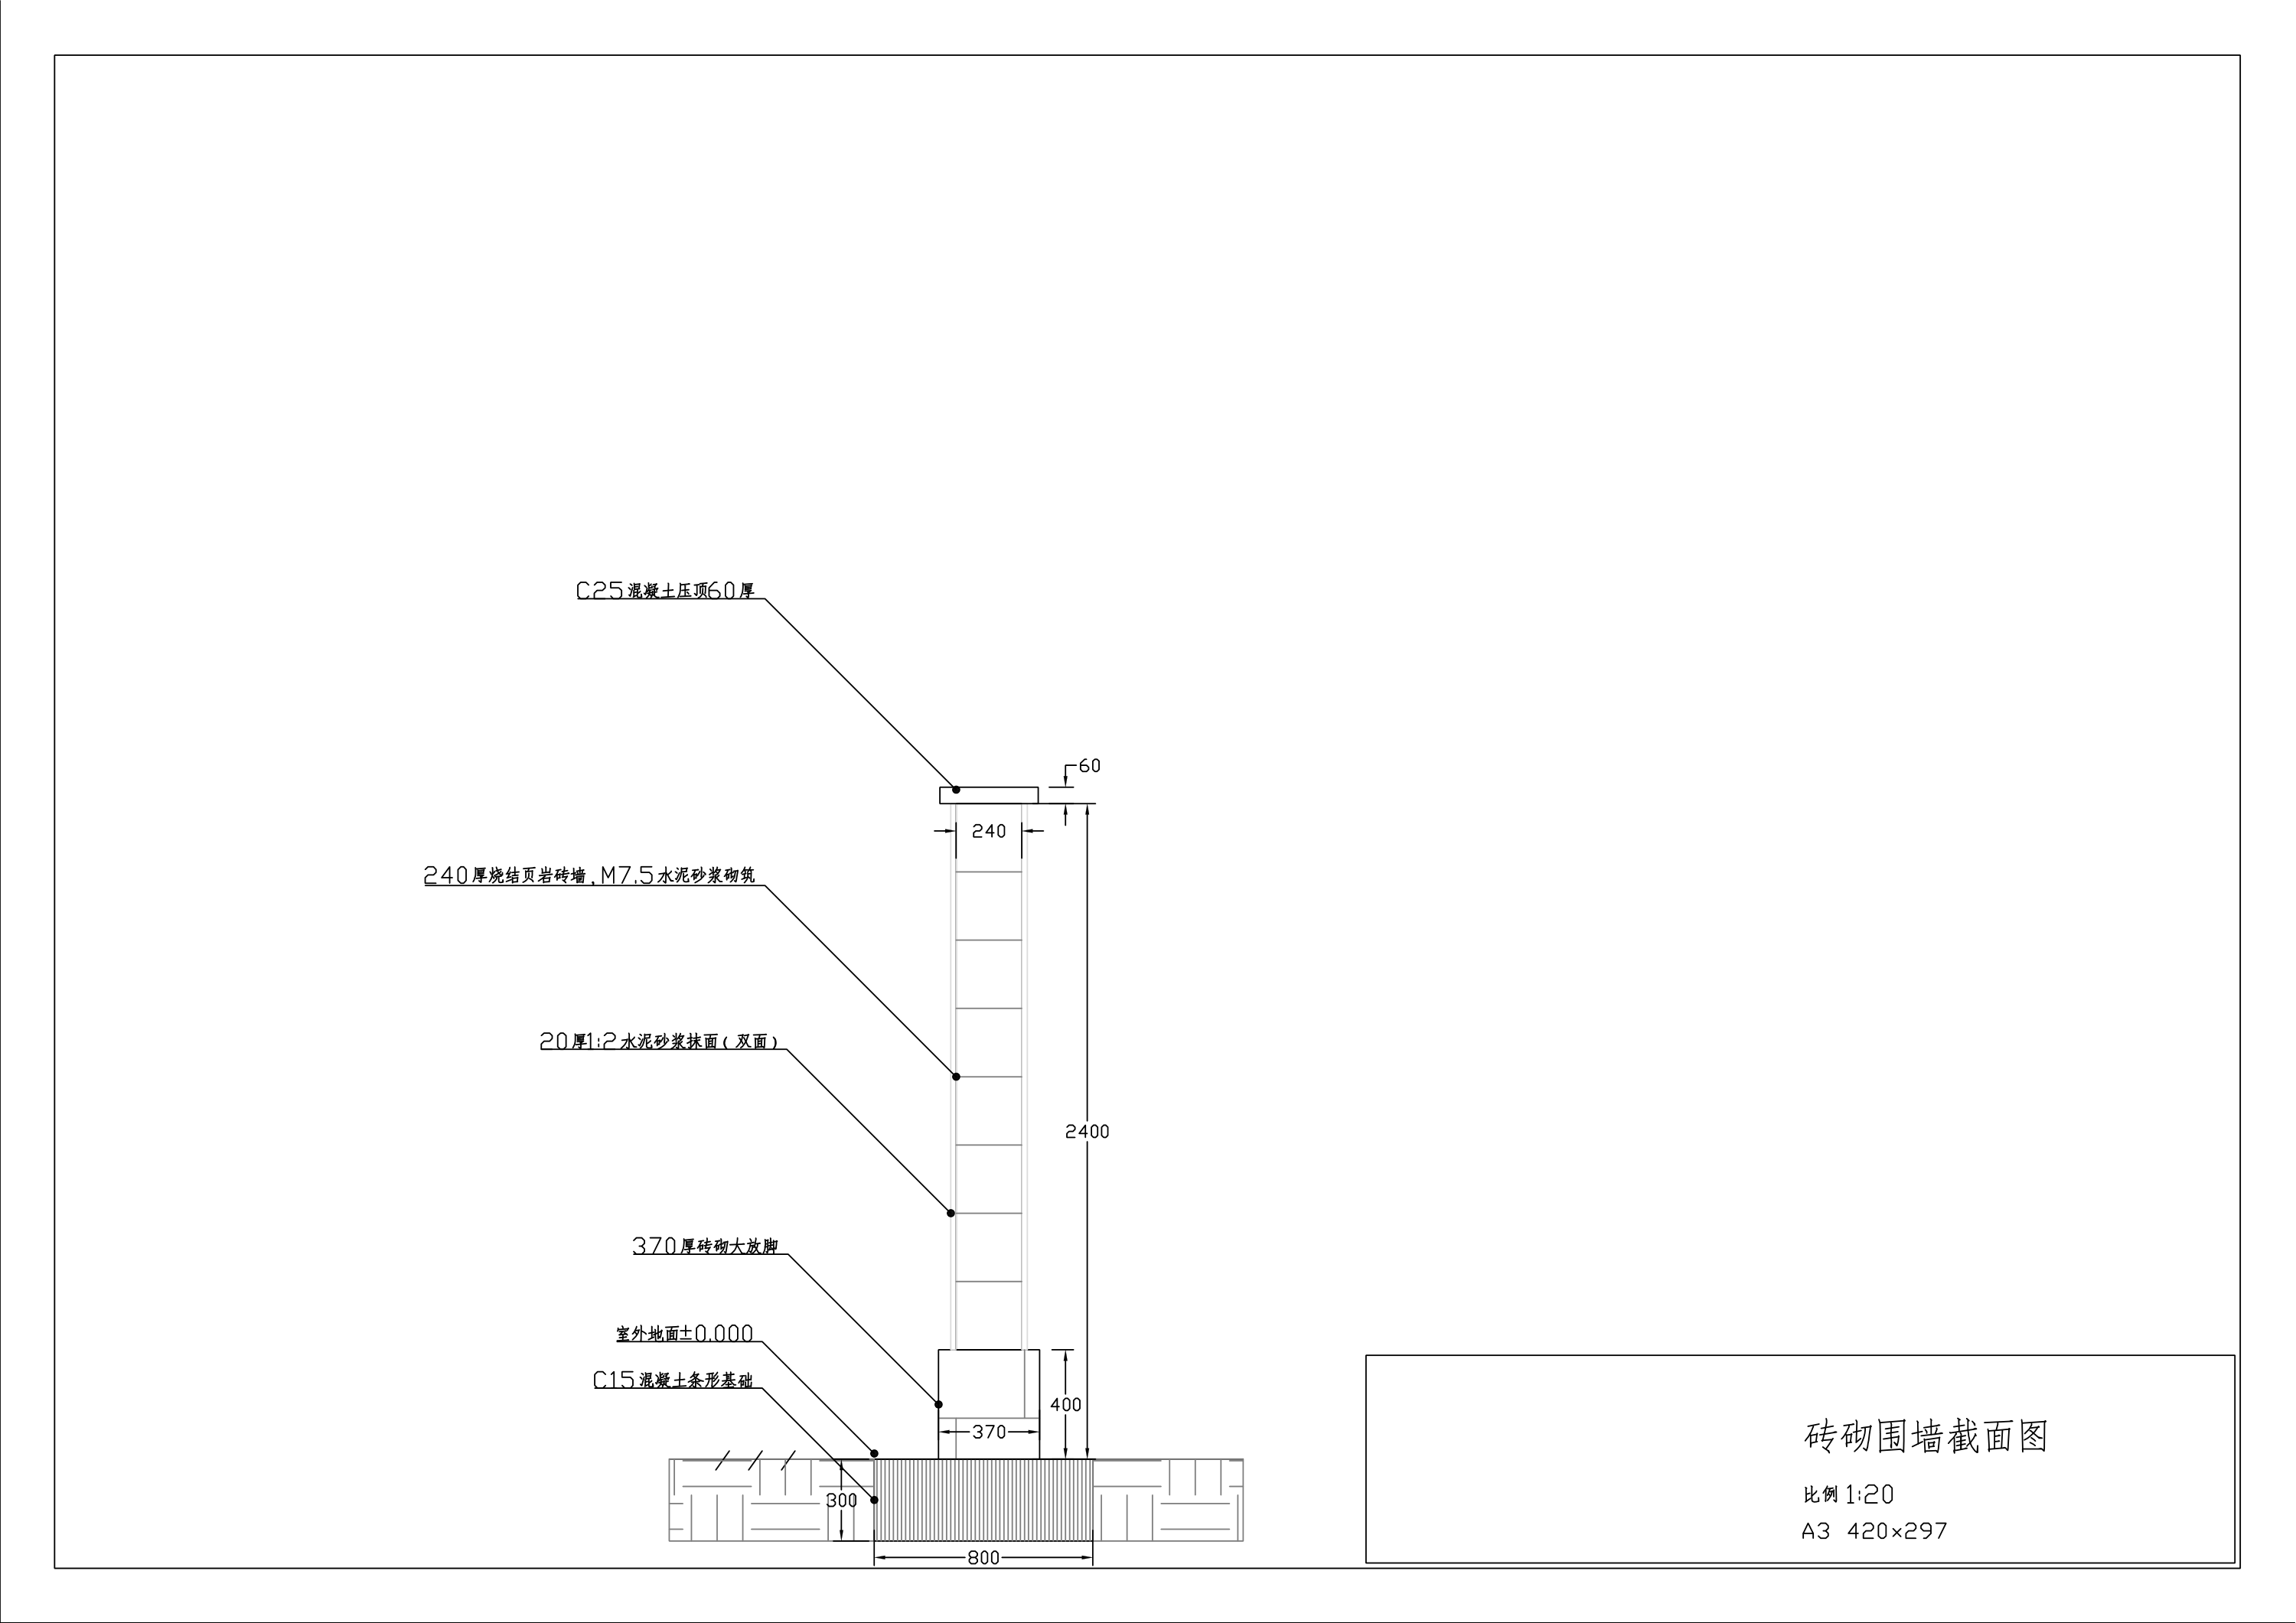 C25混凝土压顶60厚
60
240
240厚烧结页岩砖墙,M7.5水泥砂浆砌筑
20厚1:2水泥砂浆抹面(双面)
2400
370厚砖砌大放脚
室外地面±0.000
C15混凝土条形基础
400
370
300
800
砖砌围墙截面图
比例 1:20
A3 420×297